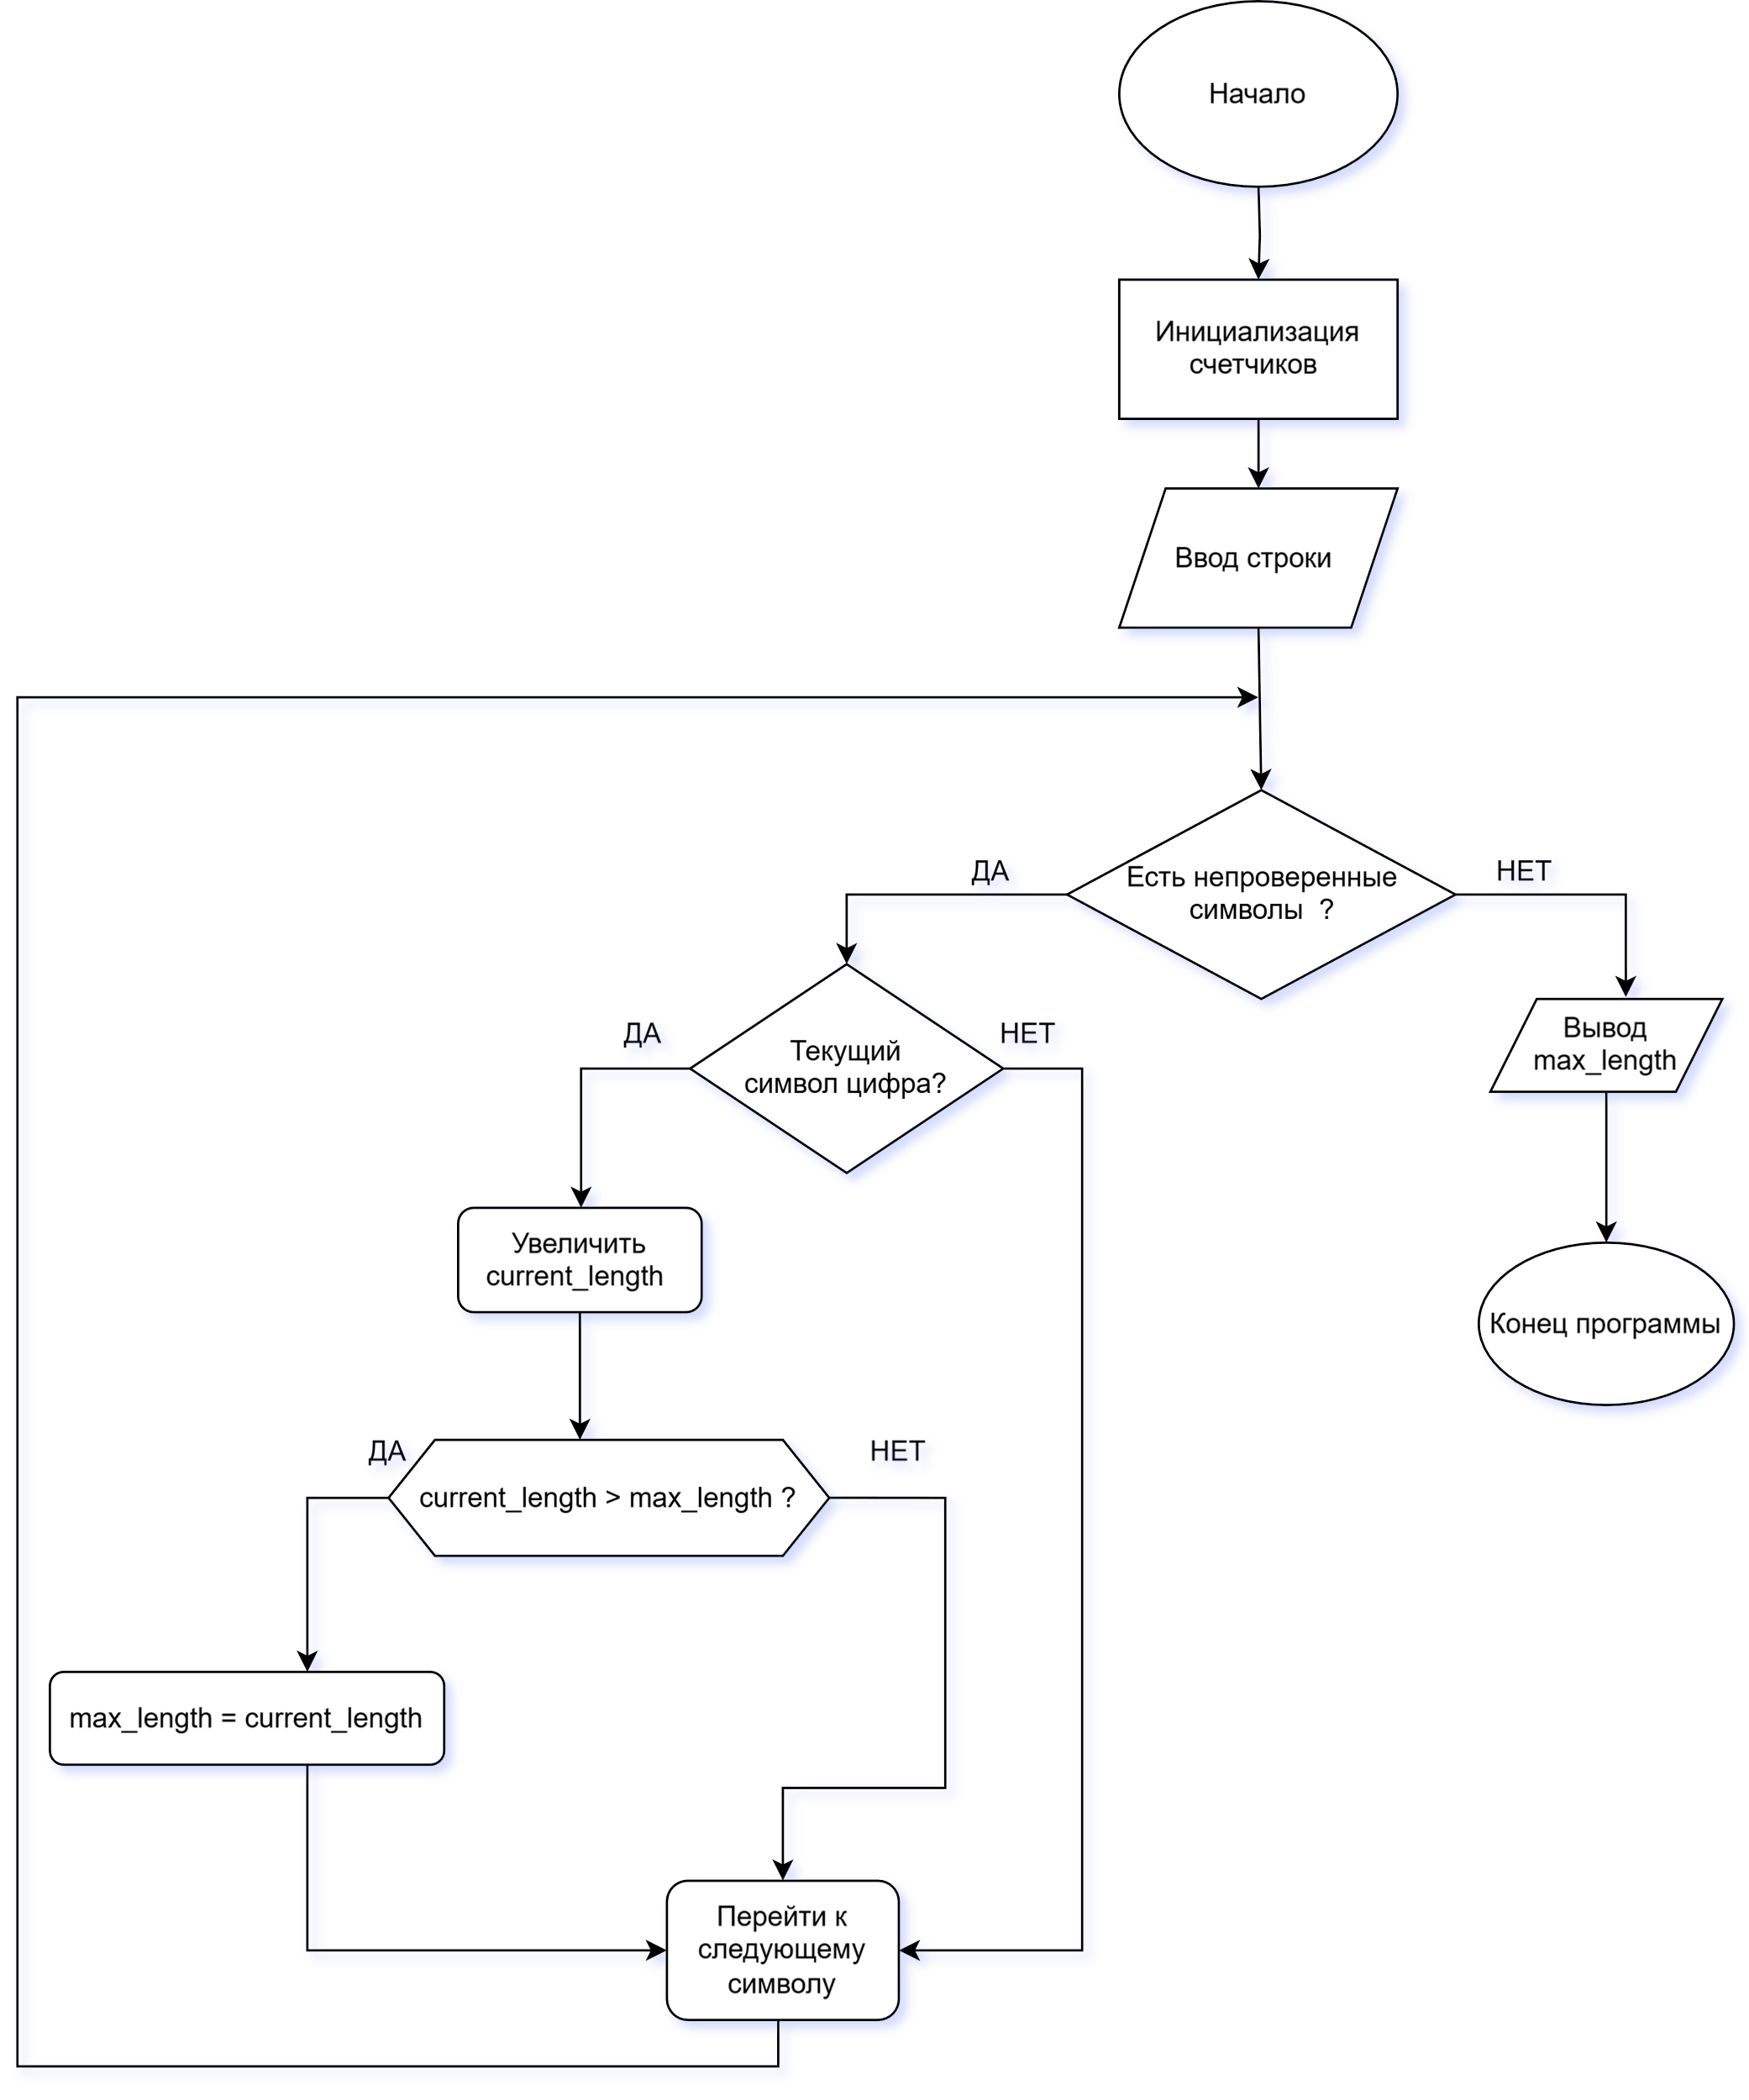 Начало
Инициализация
счетчиков
Ввод строки
ДА
Есть непроверенные
символы ?
НЕТ
ДА
Текущий
символ цифра?
НЕТ
Вывод
max_length
Увеличить
current_length
Конец программы
ДА
current_length > max_length ?
НЕТ
max_length = current_length
Перейти к
следующему
символу